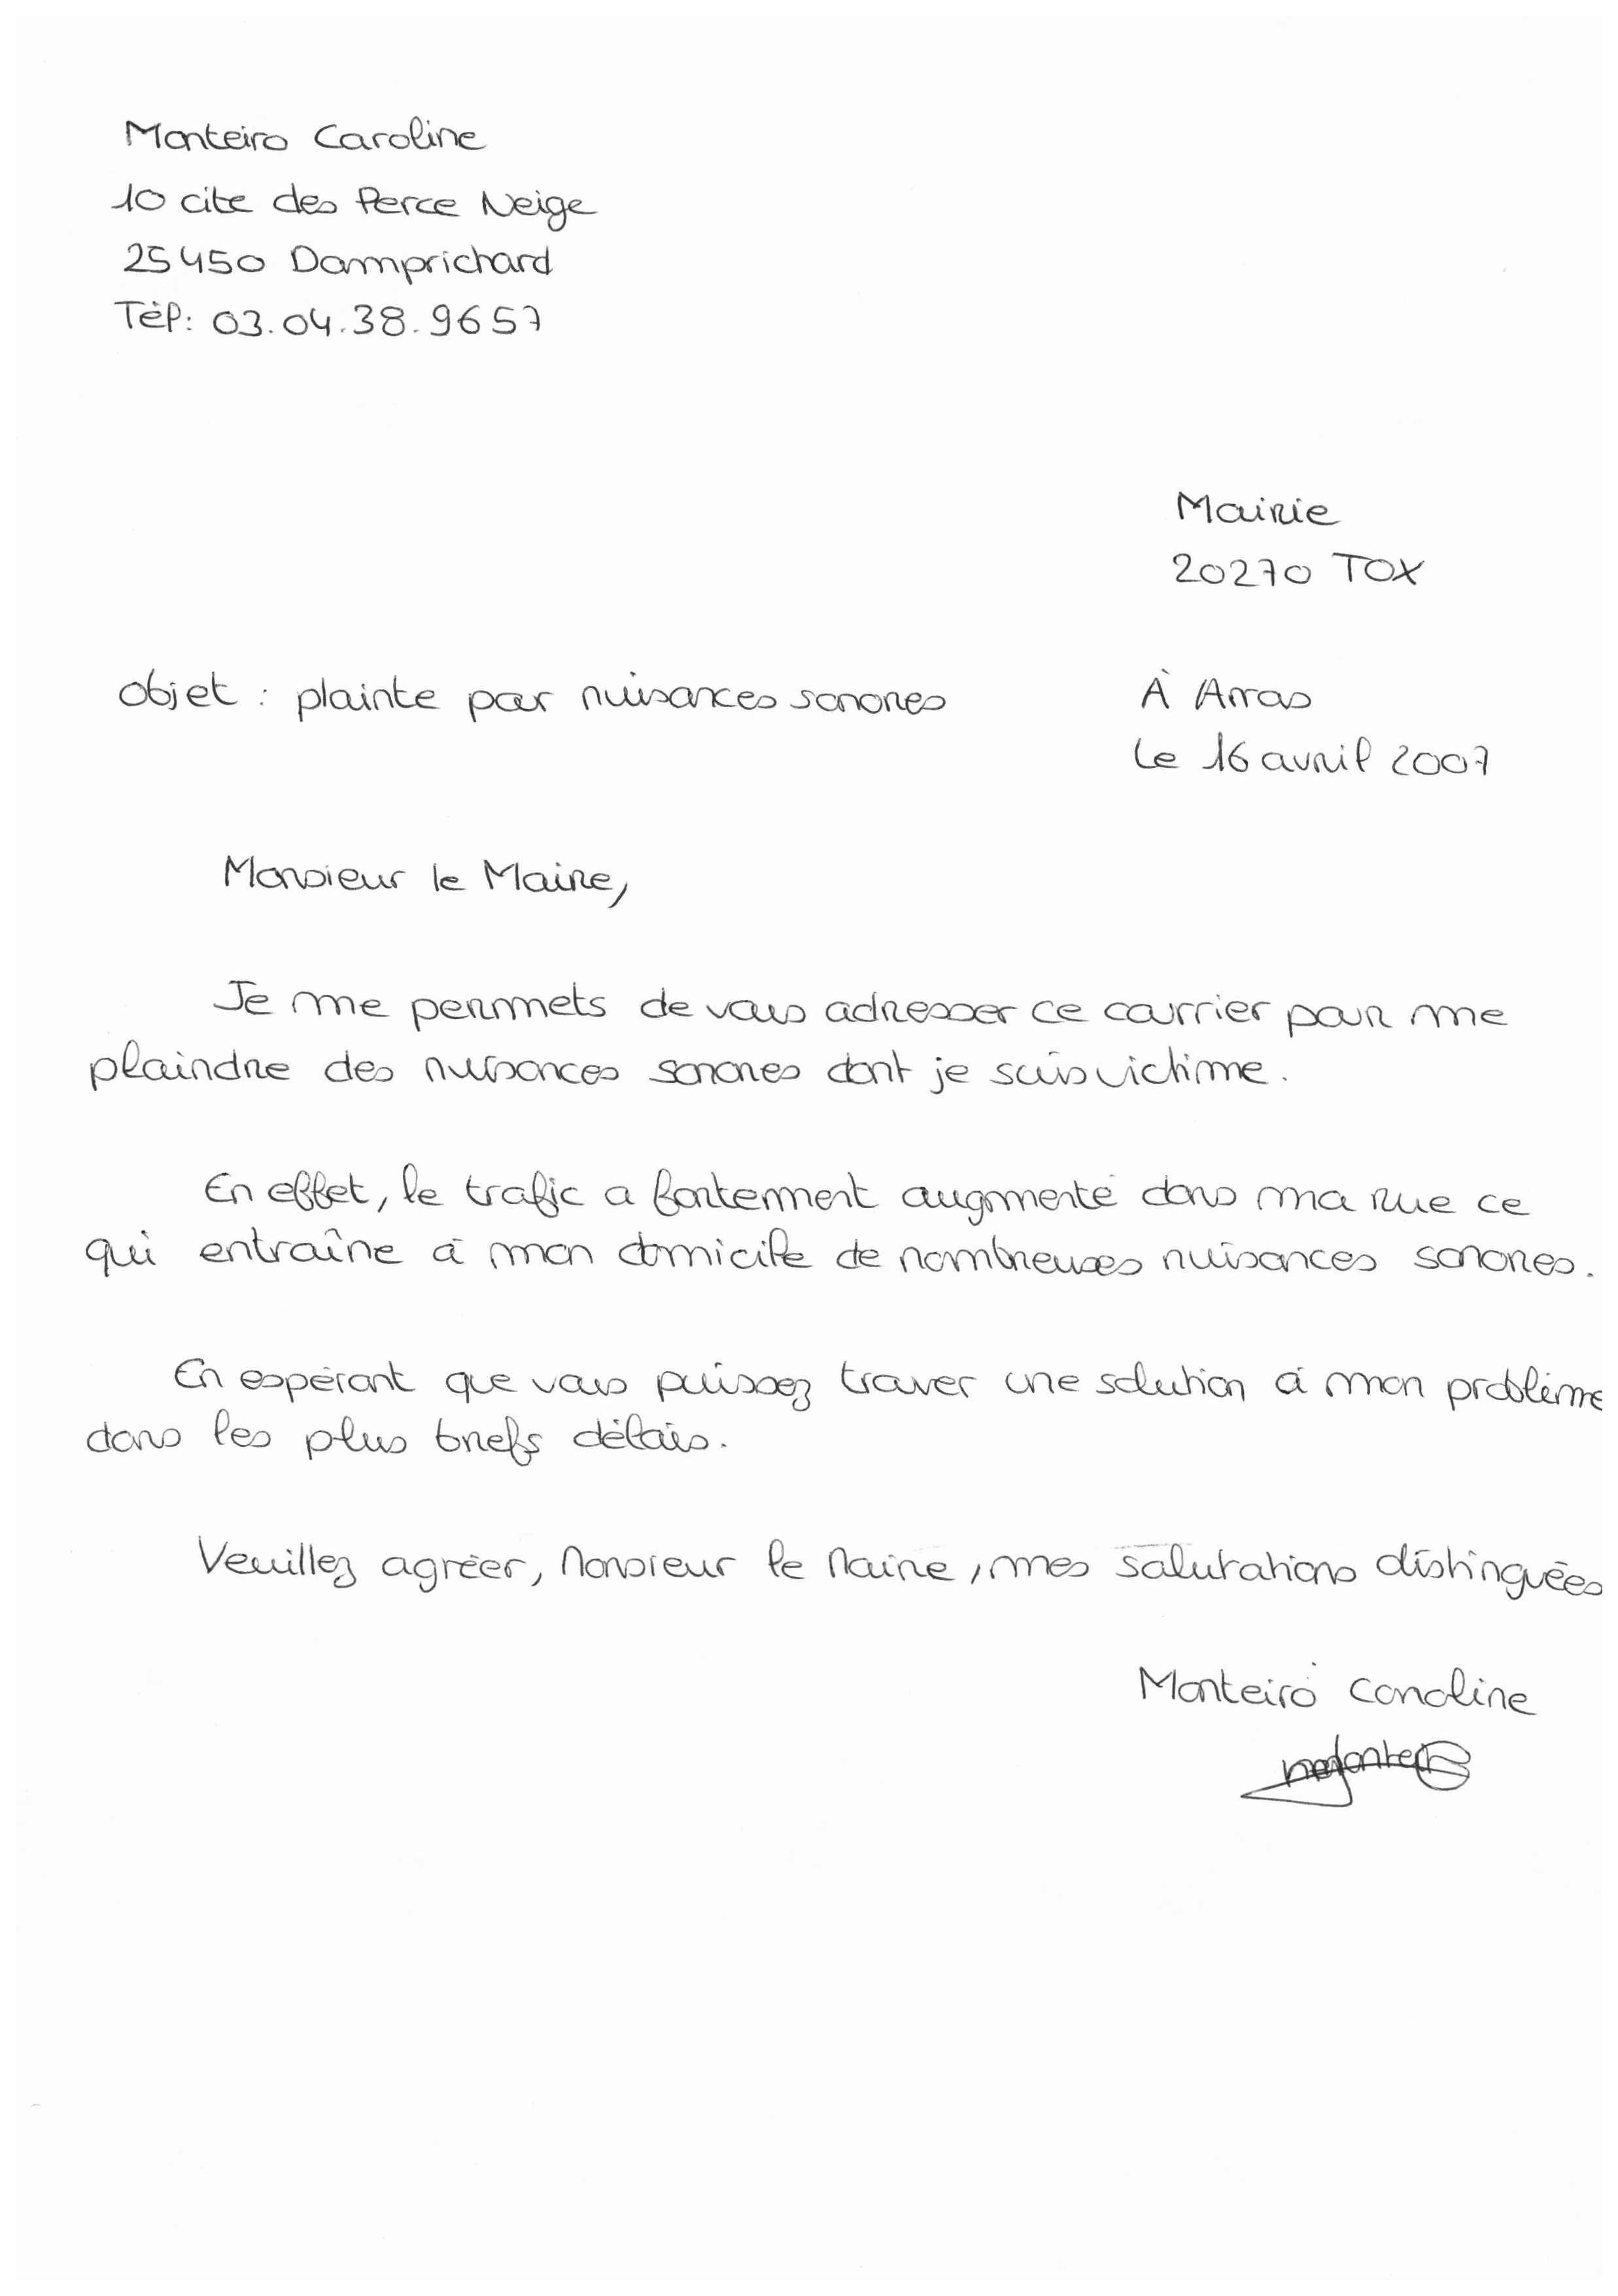 Monteiro Caroline
10 cite des Perce Neige
25450 Damprichard
Tél: 03.04.38.9657
Mairie
20270 TOX
Objet : plainte par nuisances sonores
À Arras
Le 16 avril 2007
Monsieur le Maire,
Je me permets de vous adresser ce courrier pour me
plaindre des nuisances sonores dont je suis victime.
En effet, le trafic a fortement augmenté dans ma rue ce
qui entraîne à mon domicile de nombreuses nuisances sonores.
En espérant que vous puissez trouver une solution à mon problème
dans les plus brefs délais.
Veuillez agréer, Monsieur le Maire, mes salutations distinguées
Monteiro Caroline